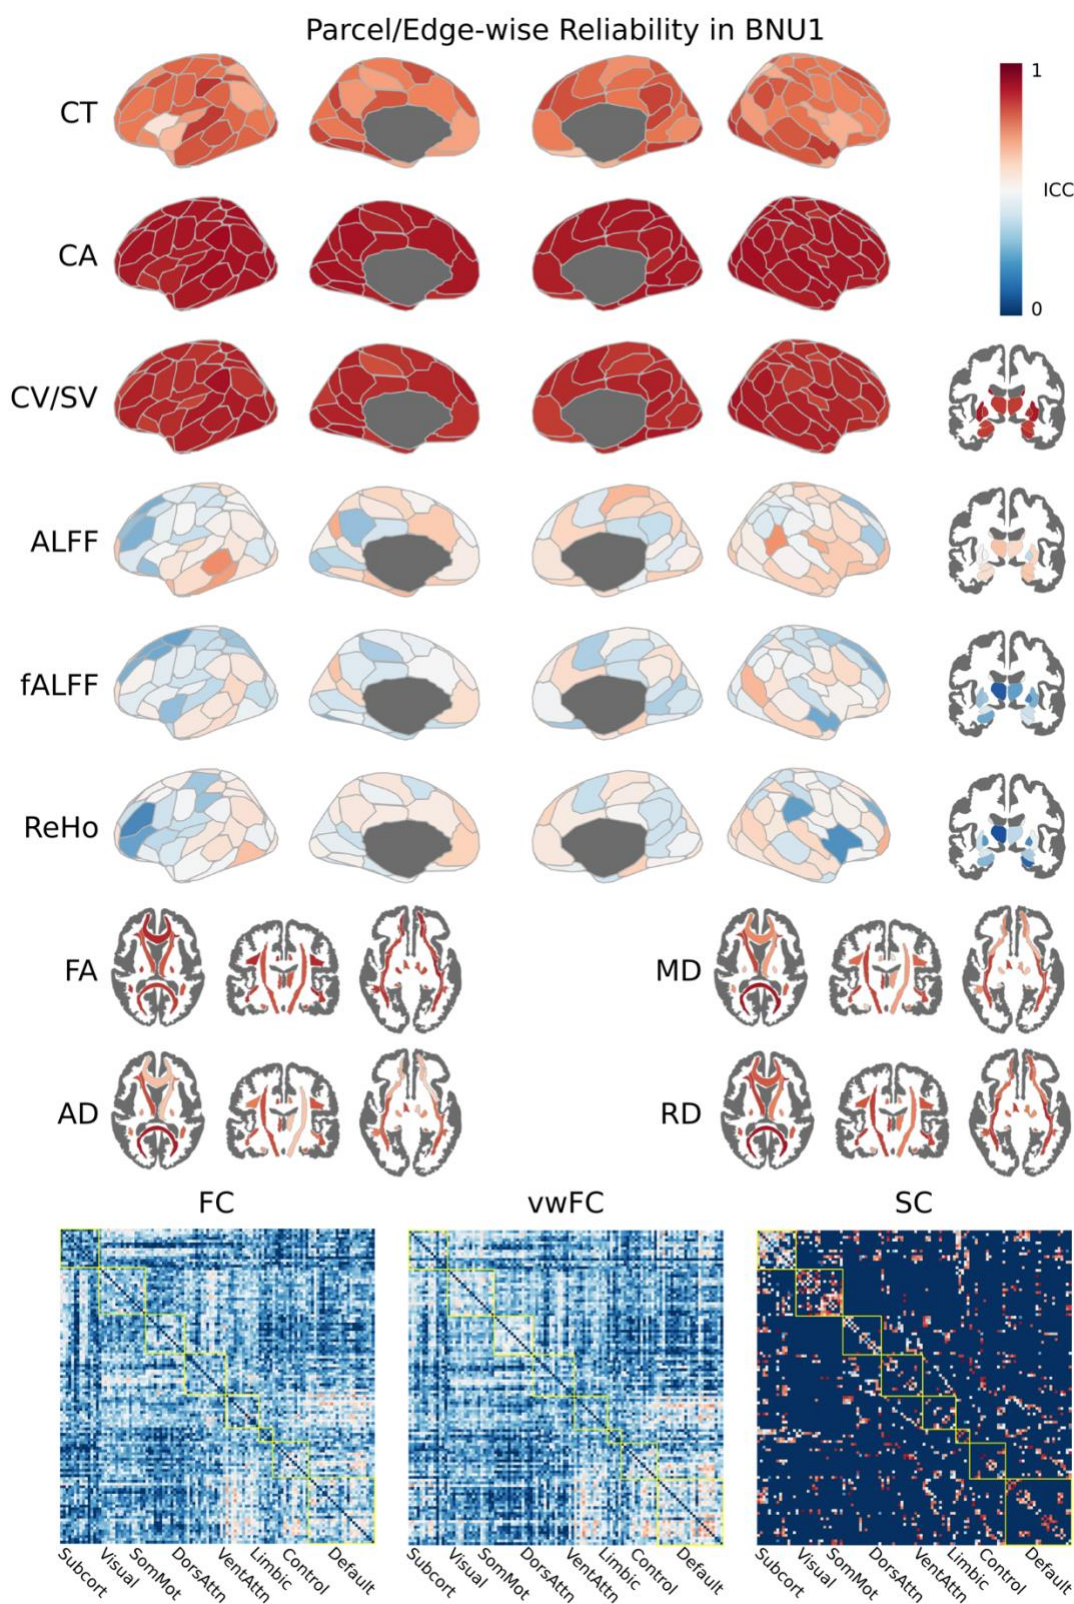 Parcel/Edge-wise Reliability in BNU1
CT
1
ICC
0
CA
CV/SV
ALFF
fALFF
ReHo
FA
MD
AD
RD
FC
vwFC
SC
Subcort
Visual
SomMot
DorsAttn
VentAttn
Limbic
Control
Default
Subcort
Visual
SomMot
DorsAttn
VentAttn
Limbic
Control
Default
Subcort
Visual
SomMot
DorsAttn
VentAttn
Limbic
Control
Default